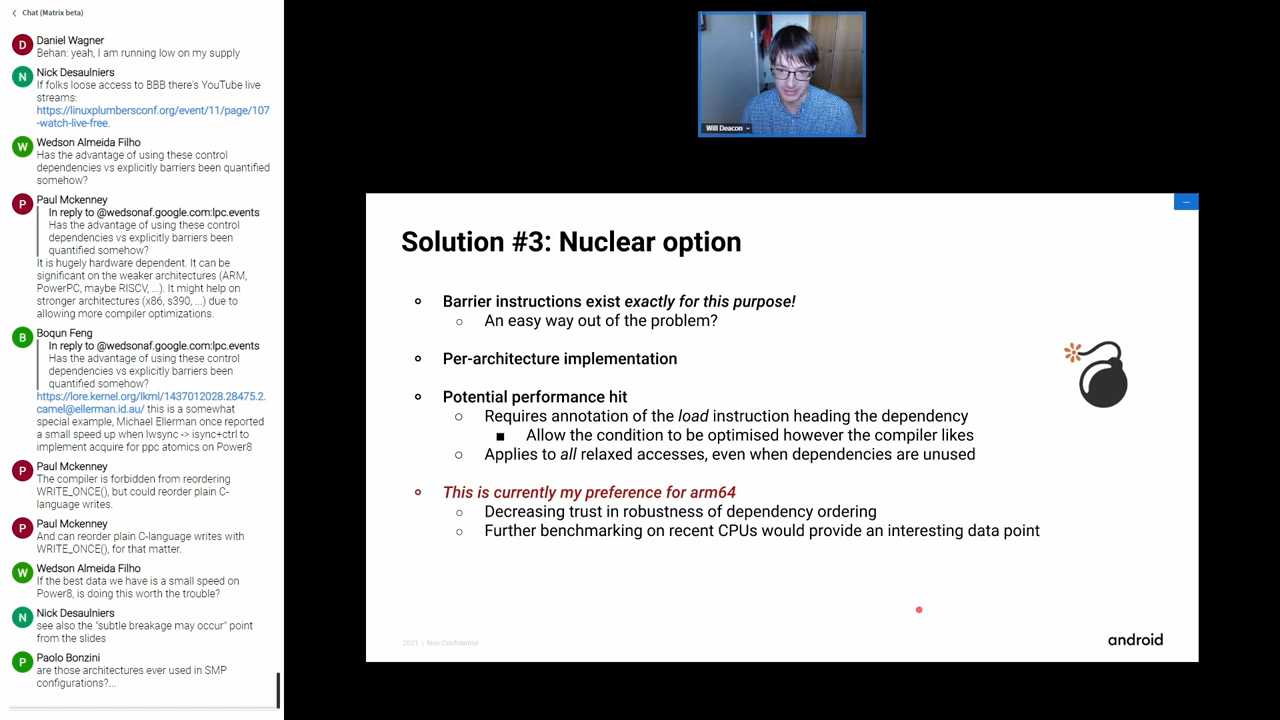 Chat (Matrix beta)
Daniel Wagner
Behan: yeah, I am running low on my supply
Nick Desaulniers
If folks loose access to BBB there's YouTube live
streams:
https://linuxplumbersconf.org/event/11/page/107
-watch-live-free.
Wedson Almeida Filho
Has the advantage of using these control
dependencies vs explicitly barriers been quantified
somehow?
Paul Mckenney
In reply to @wedsonaf.google.com:lpc.events
Has the advantage of using these control
dependencies vs explicitly barriers been
quantified somehow?
It is hugely hardware dependent. It can be
significant on the weaker architectures (ARM,
PowerPC, maybe RISCV, ...). It might help on
stronger architectures (x86, s390, ...) due to
allowing more compiler optimizations.
Boqun Feng
In reply to @wedsonaf.google.com:lpc.events
Has the advantage of using these control
dependencies vs explicitly barriers been
quantified somehow?
https://lore.kernel.org/lkml/1437012028.28475.2.
camel@ellerman.id.au/ this is a somewhat
special example, Michael Ellerman once reported
a small speed up when lwsync -> isync+ctrl to
implement acquire for ppc atomics on Power8
Paul Mckenney
The compiler is forbidden from reordering
WRITE_ONCE(), but could reorder plain C-
language writes.
Paul Mckenney
And can reorder plain C-language writes with
WRITE_ONCE(), for that matter.
Wedson Almeida Filho
If the best data we have is a small speed on
Power8, is doing this worth the trouble?
Nick Desaulniers
see also the "subtle breakage may occur" point
from the slides
Paolo Bonzini
are those architectures ever used in SMP
configurations?...
Will Deacon
Solution #3: Nuclear option
Barrier instructions exist exactly for this purpose!
An easy way out of the problem?
Per-architecture implementation
Potential performance hit
Requires annotation of the load instruction heading the dependency
Allow the condition to be optimised however the compiler likes
Applies to all relaxed accesses, even when dependencies are unused
This is currently my preference for arm64
Decreasing trust in robustness of dependency ordering
Further benchmarking on recent CPUs would provide an interesting data point
2021 | Non-Confidential
android
D
N
W
P
B
P
P
W
N
P